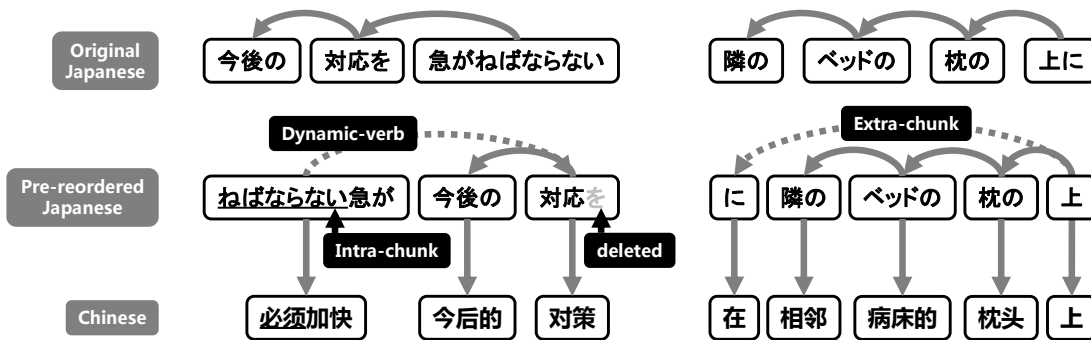 Original
Japanese
今後の 対応を 急がねばならない 隣の ベッドの 枕の 上に
Dynamic-verb Extra-chunk
Pre-reordered
Japanese
ねばならない急が 今後の 対応を に 隣の ベッドの 枕の 上
Intra-chunk deleted
Chinese
必须加快 今后的 对策 在 相邻 病床的 枕头 上